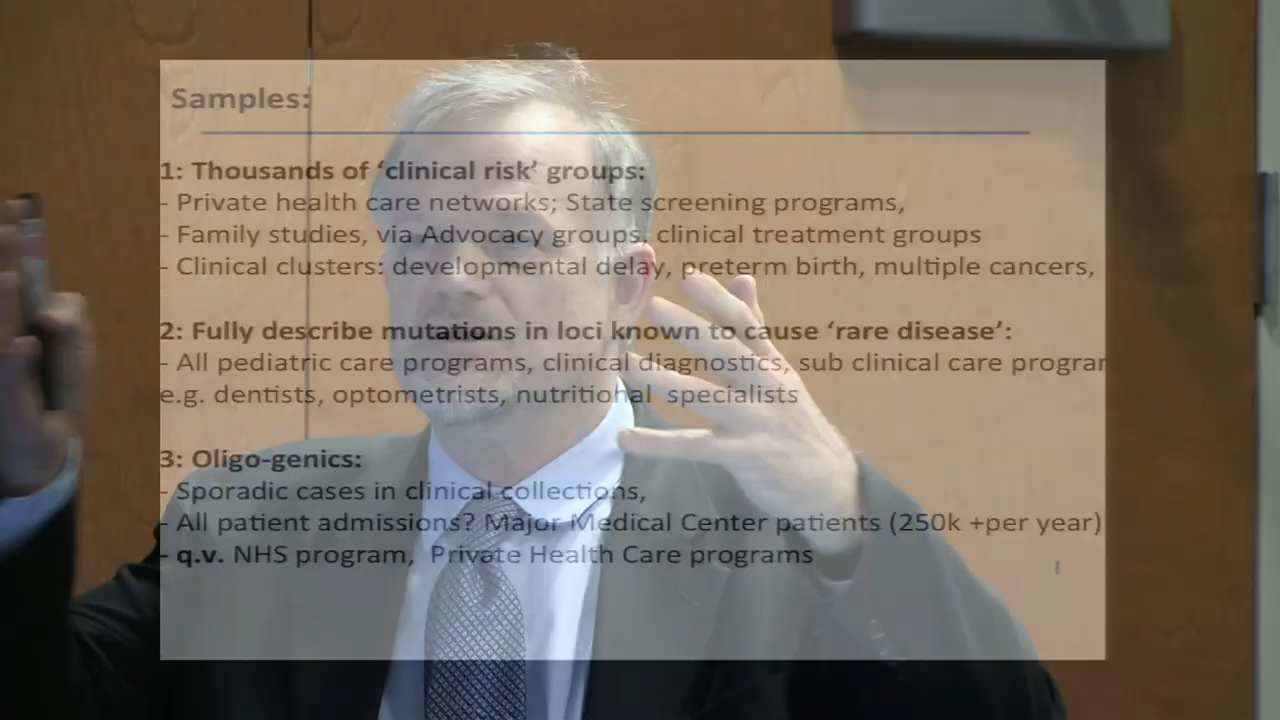 Samples:
1: Thousands of ‘clinical risk’ groups:
- Private health care networks; State screening programs,
- Family studies, via Advocacy groups, clinical treatment groups
- Clinical clusters: developmental delay, preterm birth, multiple cancers,
2: Fully describe mutations in loci known to cause ‘rare disease’:
- All pediatric care programs, clinical diagnostics, sub clinical care prograr
e.g. dentists, optometrists, nutritional specialists
3: Oligo-genics:
- Sporadic cases in clinical collections,
- All patient admissions? Major Medical Center patients (250k +per year)
- q.v. NHS program, Private Health Care programs